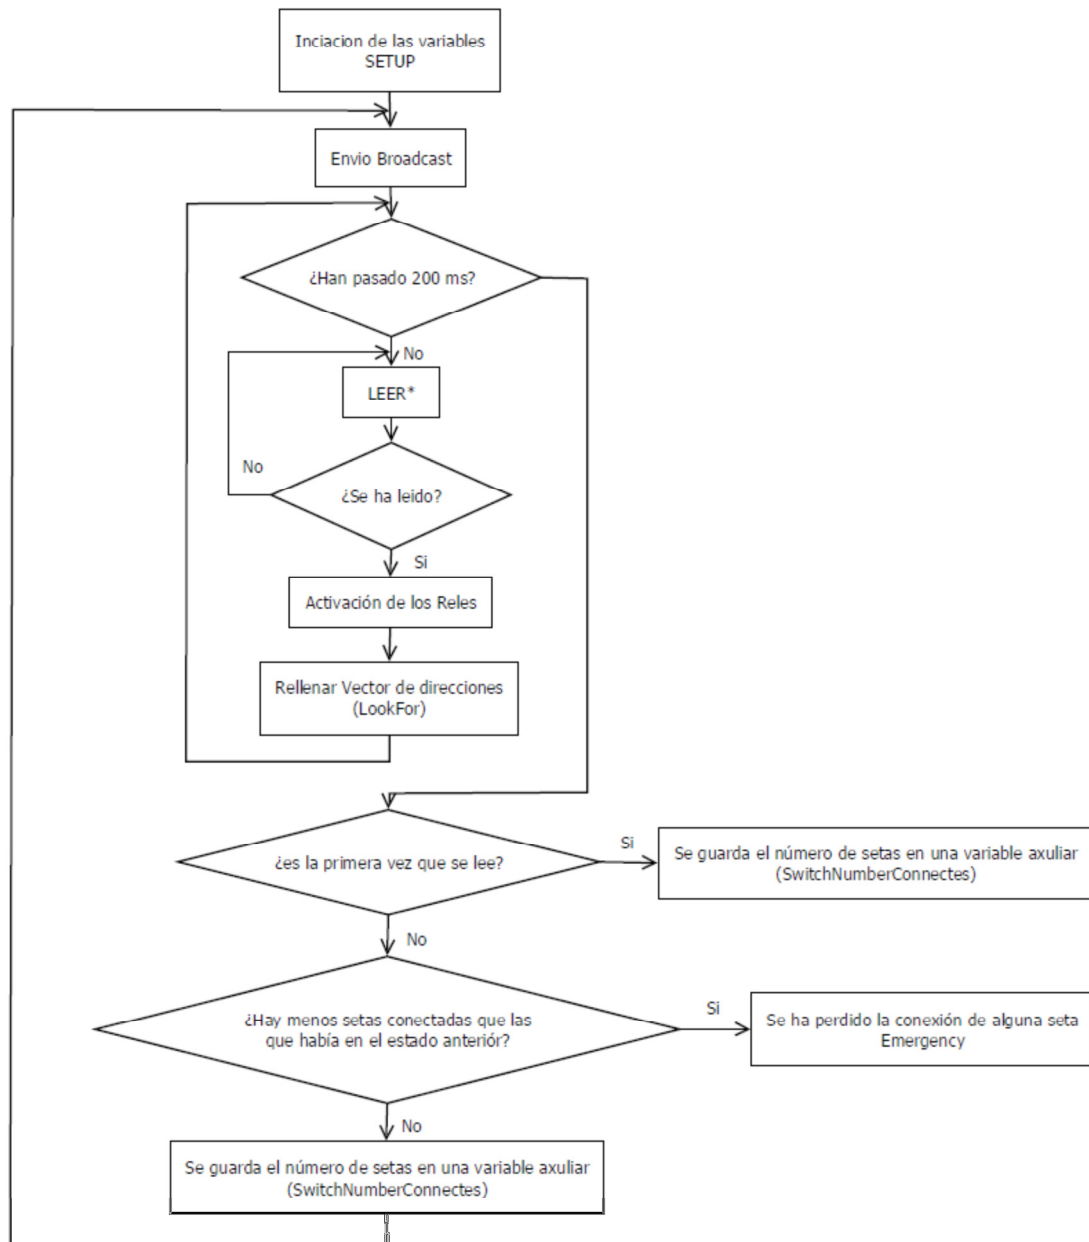 Inciacion de las variables
SETUP
Envio Broadcast
¿Han pasado 200 ms?
No
LEER*
No
¿Se ha leido?
Si
Activación de los Reles
Rellenar Vector de direcciones
(LookFor)
¿es la primera vez que se lee?
Si
Se guarda el número de setas en una variable axuliar
(SwitchNumberConnectes)
No
¿Hay menos setas conectadas que las
que había en el estado anteriór?
Si
Se ha perdido la conexión de alguna seta
Emergency
No
Se guarda el número de setas en una variable axuliar
(SwitchNumberConnectes)